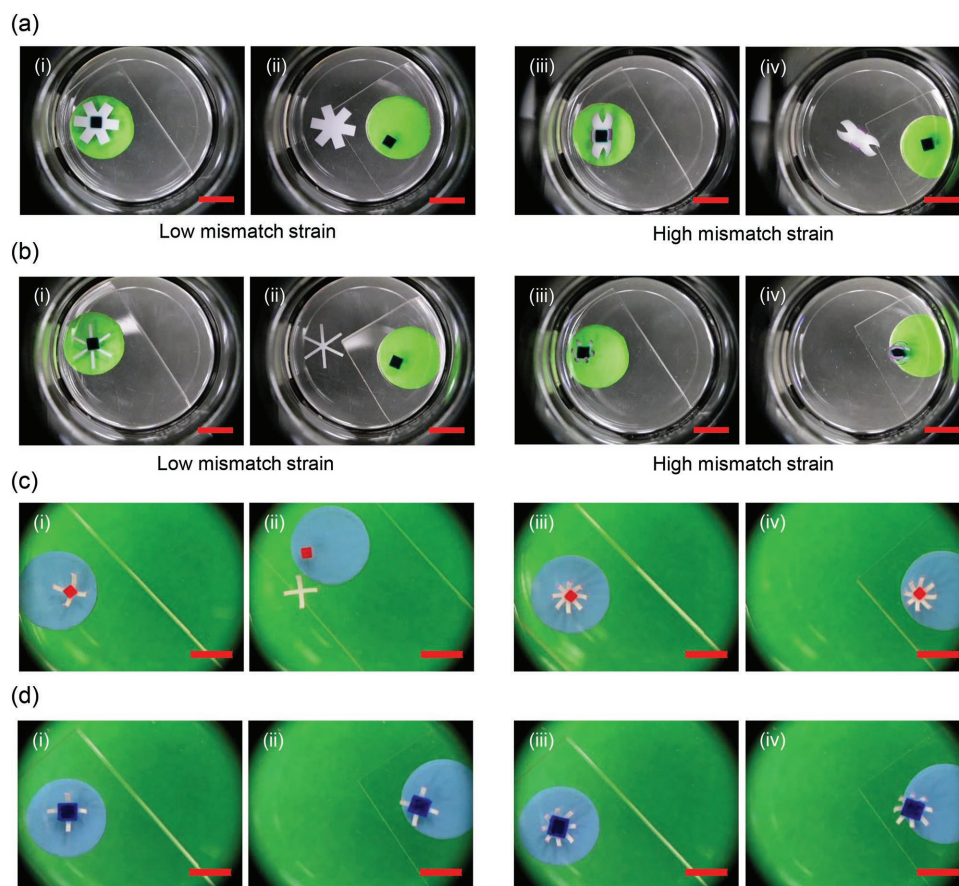 (a)
(i) (ii) (iii) (iv)
Low mismatch strain High mismatch strain
(b)
(i) (ii) (iii) (iv)
Low mismatch strain High mismatch strain
(c)
(i) (ii) (iii) (iv)
(d)
(i) (ii) (iii) (iv)